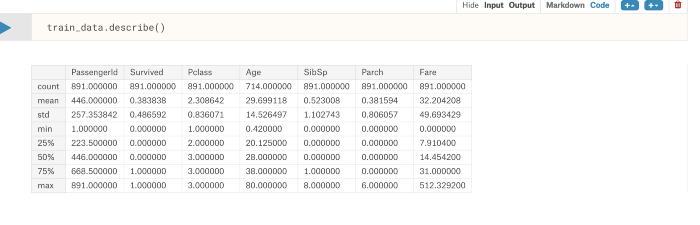 Hide Input Output Markdown Code
train_data.describe()
PassengerId Survived Pclass Age SibSp Parch Fare
count 891.000000 891.000000 891.000000 714.000000 891.000000 891.000000 891.000000
mean 446.000000 0.383838 2.308642 29.699118 0.523008 0.381594 32.204208
std 257.353842 0.486592 0.836071 14.526497 1.102743 0.806057 49.693429
min 1.000000 0.000000 1.000000 0.420000 0.000000 0.000000 0.000000
25% 223.500000 0.000000 2.000000 20.125000 0.000000 0.000000 7.910400
50% 446.000000 0.000000 3.000000 28.000000 0.000000 0.000000 14.454200
75% 668.500000 1.000000 3.000000 38.000000 1.000000 0.000000 31.000000
max 891.000000 1.000000 3.000000 80.000000 8.000000 6.000000 512.329200